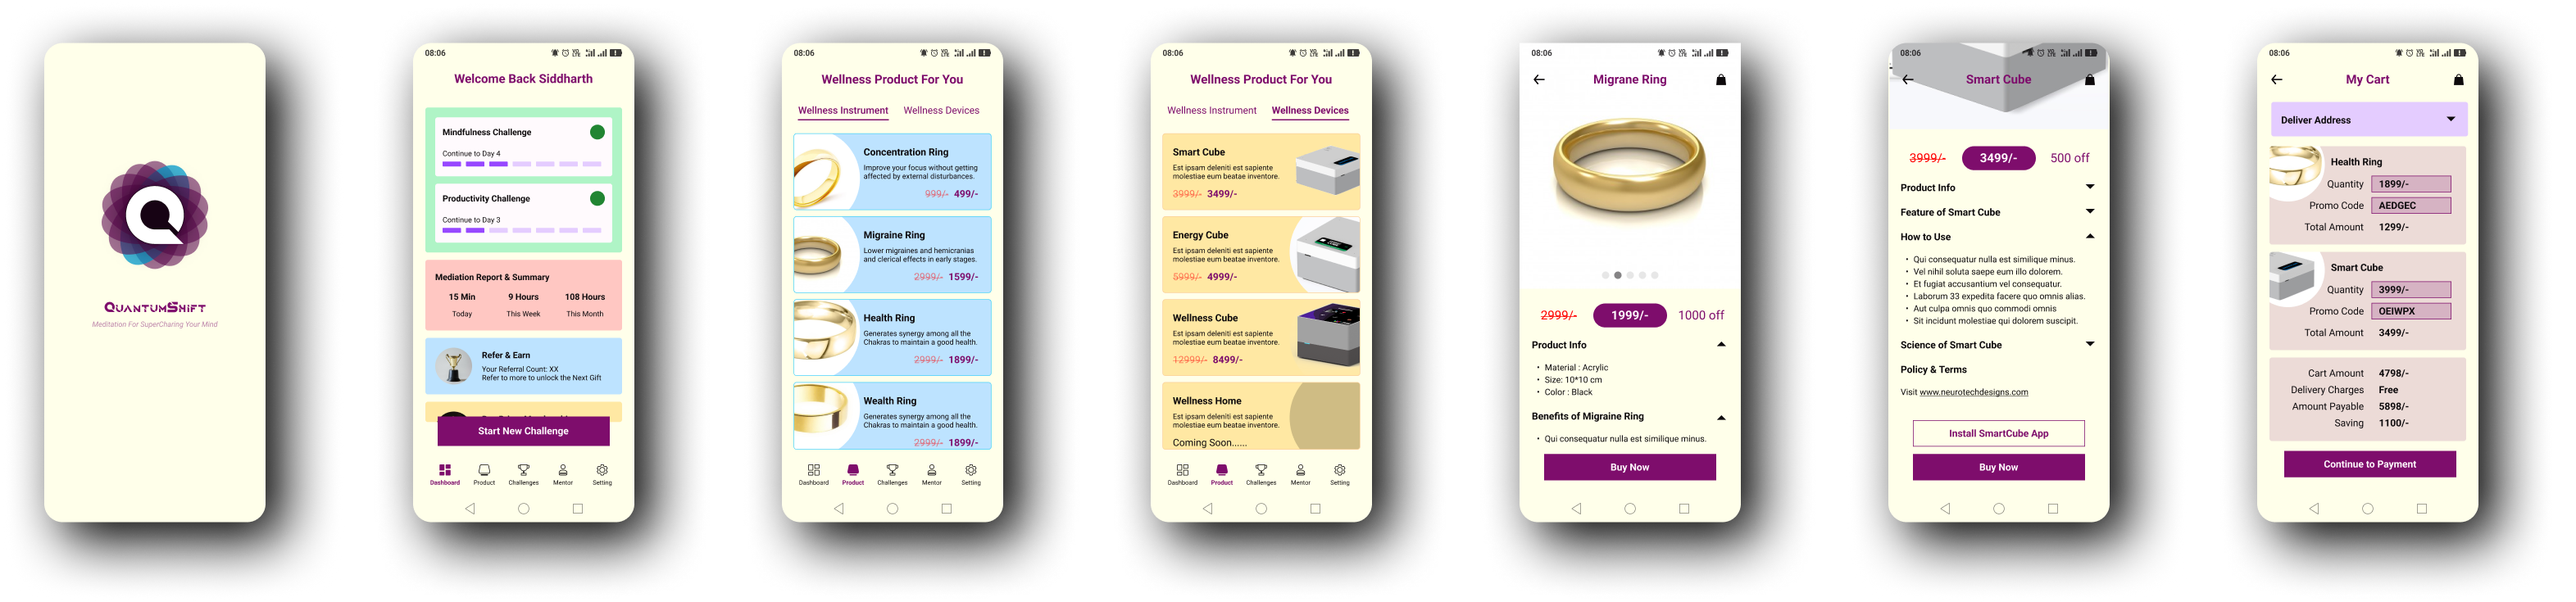 QUANTUMSHIFT
Meditation For SuperCharing Your Mind
08:06
Welcome Back Siddharth
Mindfulness Challenge
Continue to Day 4
Productivity Challenge
Continue to Day 3
Mediation Report & Summary
15 Min 9 Hours 108 Hours
Today This Week This Month
Refer & Earn
Your Referral Count: XX
Refer to more to unlock the Next Gift
Start New Challenge
Dashboard Product Challenges Mentor Setting
08:06
Wellness Product For You
Wellness Instrument Wellness Devices
Concentration Ring
Improve your focus without getting
affected by external disturbances.
999/- 499/-
Migraine Ring
Lower migraines and hemicranias
and clerical effects in early stages.
2999/- 1599/-
Health Ring
Generates synergy among all the
Chakras to maintain a good health.
2999/- 1899/-
Wealth Ring
Generates synergy among all the
Chakras to maintain a good health.
2999/- 1899/-
Dashboard Product Challenges Mentor Setting
08:06
Wellness Product For You
Wellness Instrument Wellness Devices
Smart Cube
Est ipsam deleniti est sapiente
molestiae eum beatae inventore.
3999/- 3499/-
Energy Cube
Est ipsam deleniti est sapiente
molestiae eum beatae inventore.
5999/- 4999/-
Wellness Cube
Est ipsam deleniti est sapiente
molestiae eum beatae inventore.
12999/- 8499/-
Wellness Home
Est ipsam deleniti est sapiente
molestiae eum beatae inventore.
Coming Soon......
Dashboard Product Challenges Mentor Setting
08:06
Migrane Ring
2999/- 1999/- 1000 off
Product Info
• Material : Acrylic
• Size: 10*10 cm
• Color : Black
Benefits of Migraine Ring
• Qui consequatur nulla est similique minus.
Buy Now
08:06
Smart Cube
3999/- 3499/- 500 off
Product Info
Feature of Smart Cube
How to Use
• Qui consequatur nulla est similique minus.
• Vel nihil soluta saepe eum illo dolorem.
• Et fugiat accusantium vel consequatur.
• Laborum 33 expedita facere quo omnis alias.
• Aut culpa omnis quo commodi omnis
• Sit incidunt molestiae qui dolorem suscipit.
Science of Smart Cube
Policy & Terms
Visit www.neurotechdesigns.com
Install SmartCube App
Buy Now
08:06
My Cart
Deliver Address
Health Ring
Quantity 1899/-
Promo Code AEDGEC
Total Amount 1299/-
Smart Cube
Quantity 3999/-
Promo Code OEIWPX
Total Amount 3499/-
Cart Amount 4798/-
Delivery Charges Free
Amount Payable 5898/-
Saving 1100/-
Continue to Payment